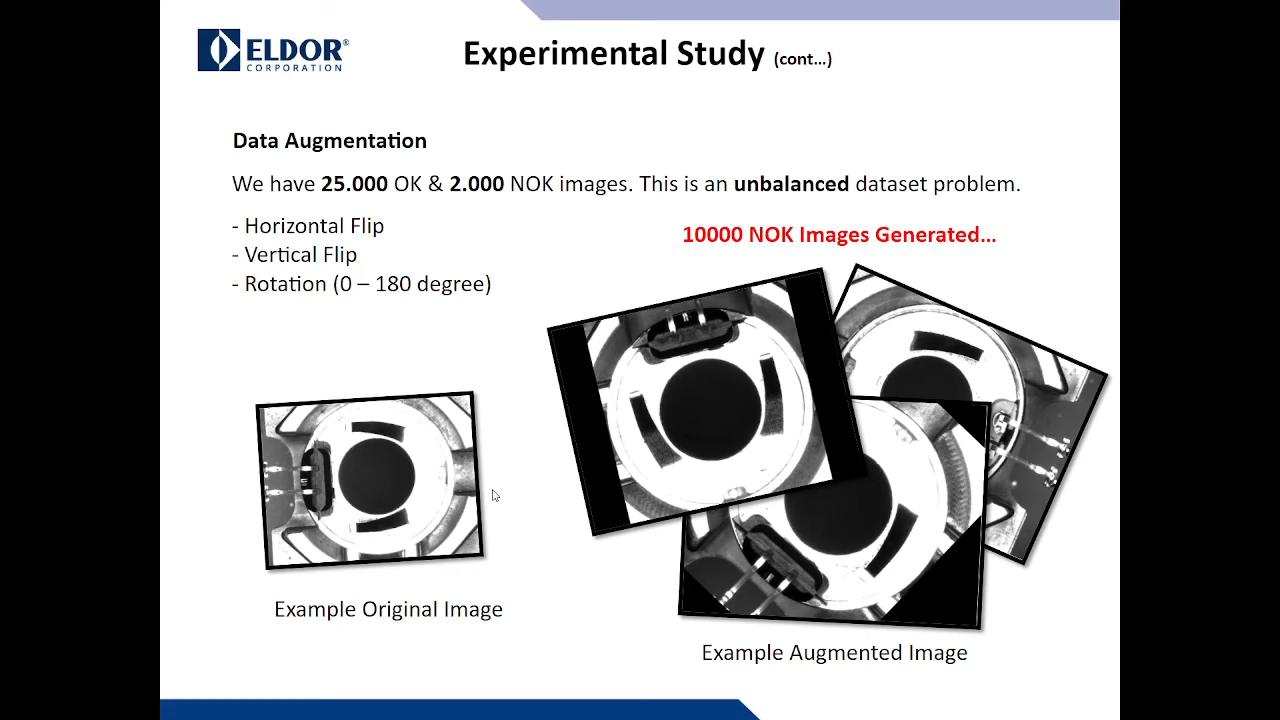 ELDOR®
CORPORATION
Experimental Study (cont...)
Data Augmentation
We have 25.000 OK & 2.000 NOK images. This is an unbalanced dataset problem.
- Horizontal Flip
- Vertical Flip
- Rotation (0 – 180 degree)
10000 NOK Images Generated...
Example Original Image
Example Augmented Image